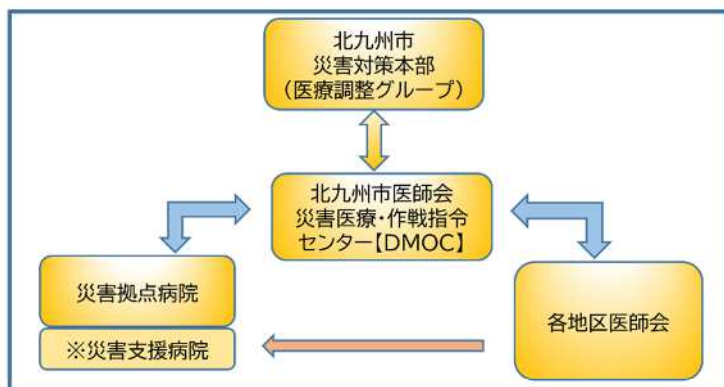 北九州市
災害対策本部
（医療調整グループ）
北九州市医師会
災害医療・作戦指令
センター【DMOC】
災害拠点病院
※災害支援病院
各地区医師会